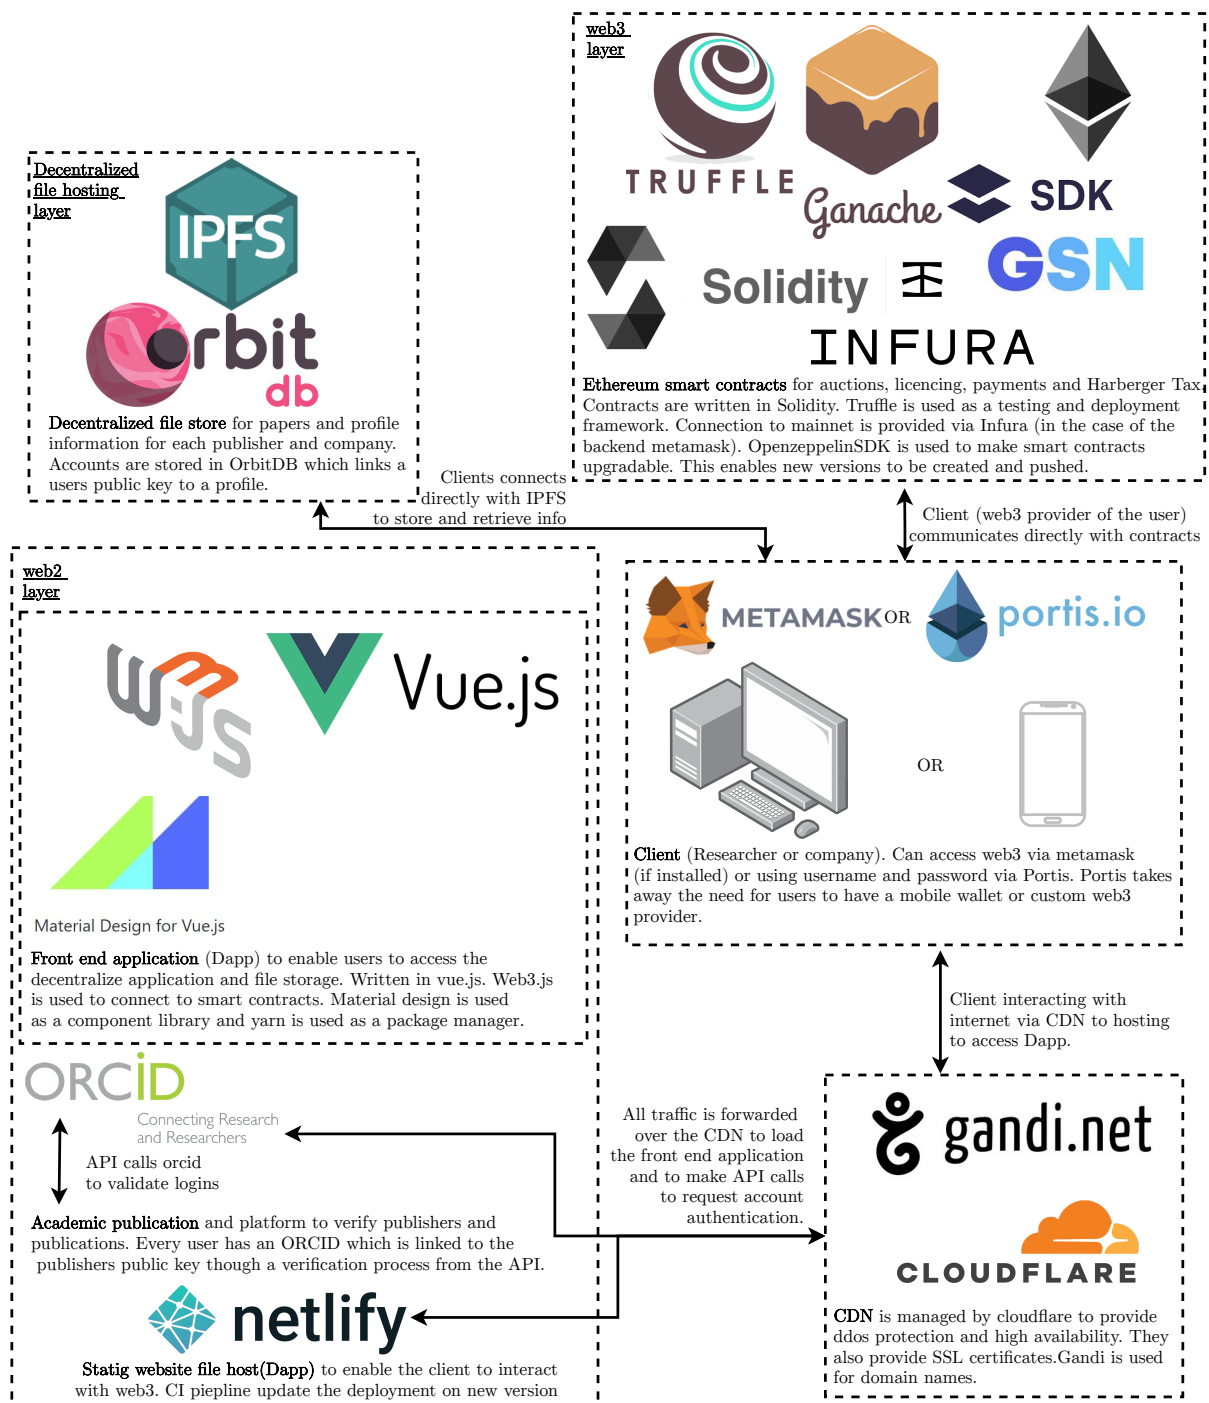 web3
layer
TRUFFLE
Ganache
SDK
Solidity
GSN
INFURA
Ethereum smart contracts for auctions, licencing, payments and Harberger Tax.
Contracts are written in Solidity. Truffle is used as a testing and deployment
framework. Connection to mainnet is provided via Infura (in the case of the
backend metamask). OpenzeppelinSDK is used to make smart contracts
upgradable. This enables new versions to be created and pushed.
Decentralized
file hosting
layer
IPFS
Orbit
db
Decentralized file store for papers and profile
information for each publisher and company.
Accounts are stored in OrbitDB which links a
users public key to a profile.
Clients connects
directly with IPFS
to store and retrieve info
Client (web3 provider of the user)
communicates directly with contracts
METAMASK OR portis.io
OR
Client (Researcher or company). Can access web3 via metamask
(if installed) or using username and password via Portis. Portis takes
away the need for users to have a mobile wallet or custom web3
provider.
web2
layer
W3JS
Vue.js
Material Design for Vue.js
Front end application (Dapp) to enable users to access the
decentralize application and file storage. Written in vue.js. Web3.js
is used to connect to smart contracts. Material design is used
as a component library and yarn is used as a package manager.
Client interacting with
internet via CDN to hosting
to access Dapp.
ORCiD
Connecting Research
and Researchers
API calls orcid
to validate logins
All traffic is forwarded
over the CDN to load
the front end application
and to make API calls
to request account
authentication.
Academic publication and platform to verify publishers and
publications. Every user has an ORCID which is linked to the
publishers public key though a verification process from the API.
netlify
Statig website file host(Dapp) to enable the client to interact
with web3. CI piepline update the deployment on new version
gandi.net
CLOUDFLARE
CDN is managed by cloudflare to provide
ddos protection and high availability. They
also provide SSL certificates.Gandi is used
for domain names.